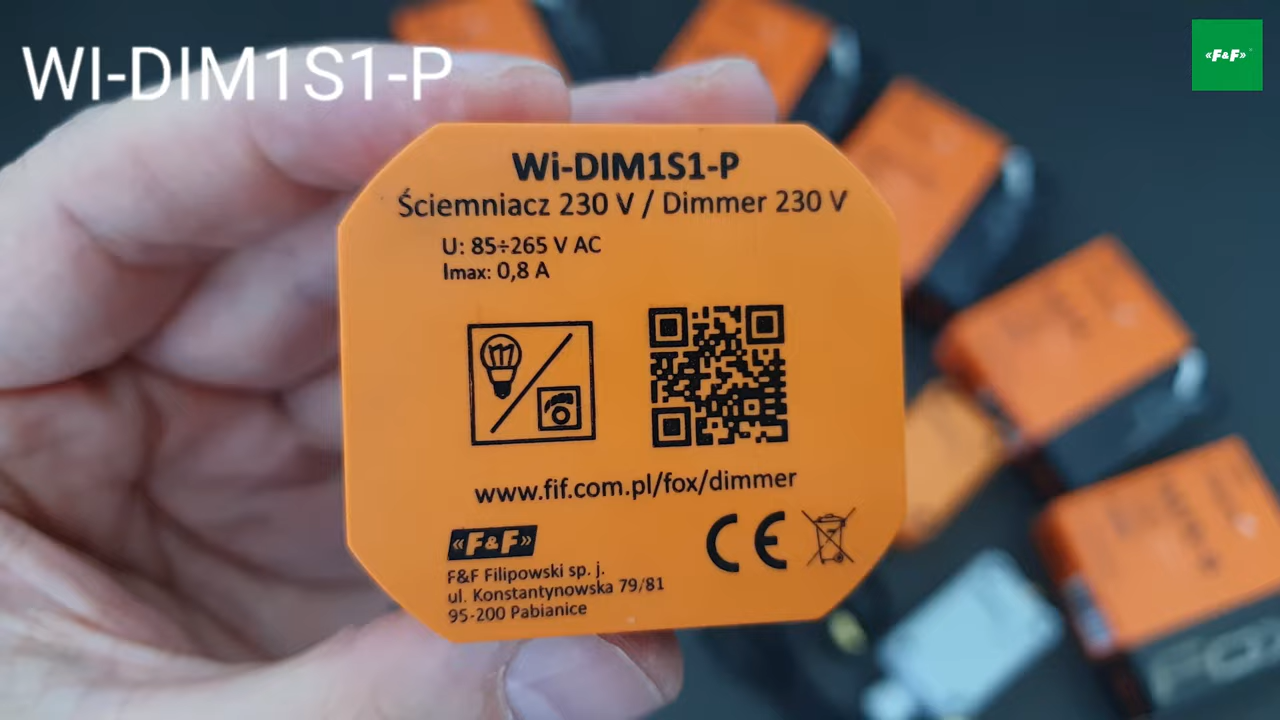 WI-DIM1S1-P
«F&F»
Wi-DIM1S1-P
Ściemniacz 230 V / Dimmer 230 V
U: 85÷265 V AC
Imax: 0,8 A
www.fif.com.pl/fox/dimmer
«F&F»
CE
F&F Filipowski sp. j.
ul. Konstantynowska 79/81
95-200 Pabianice